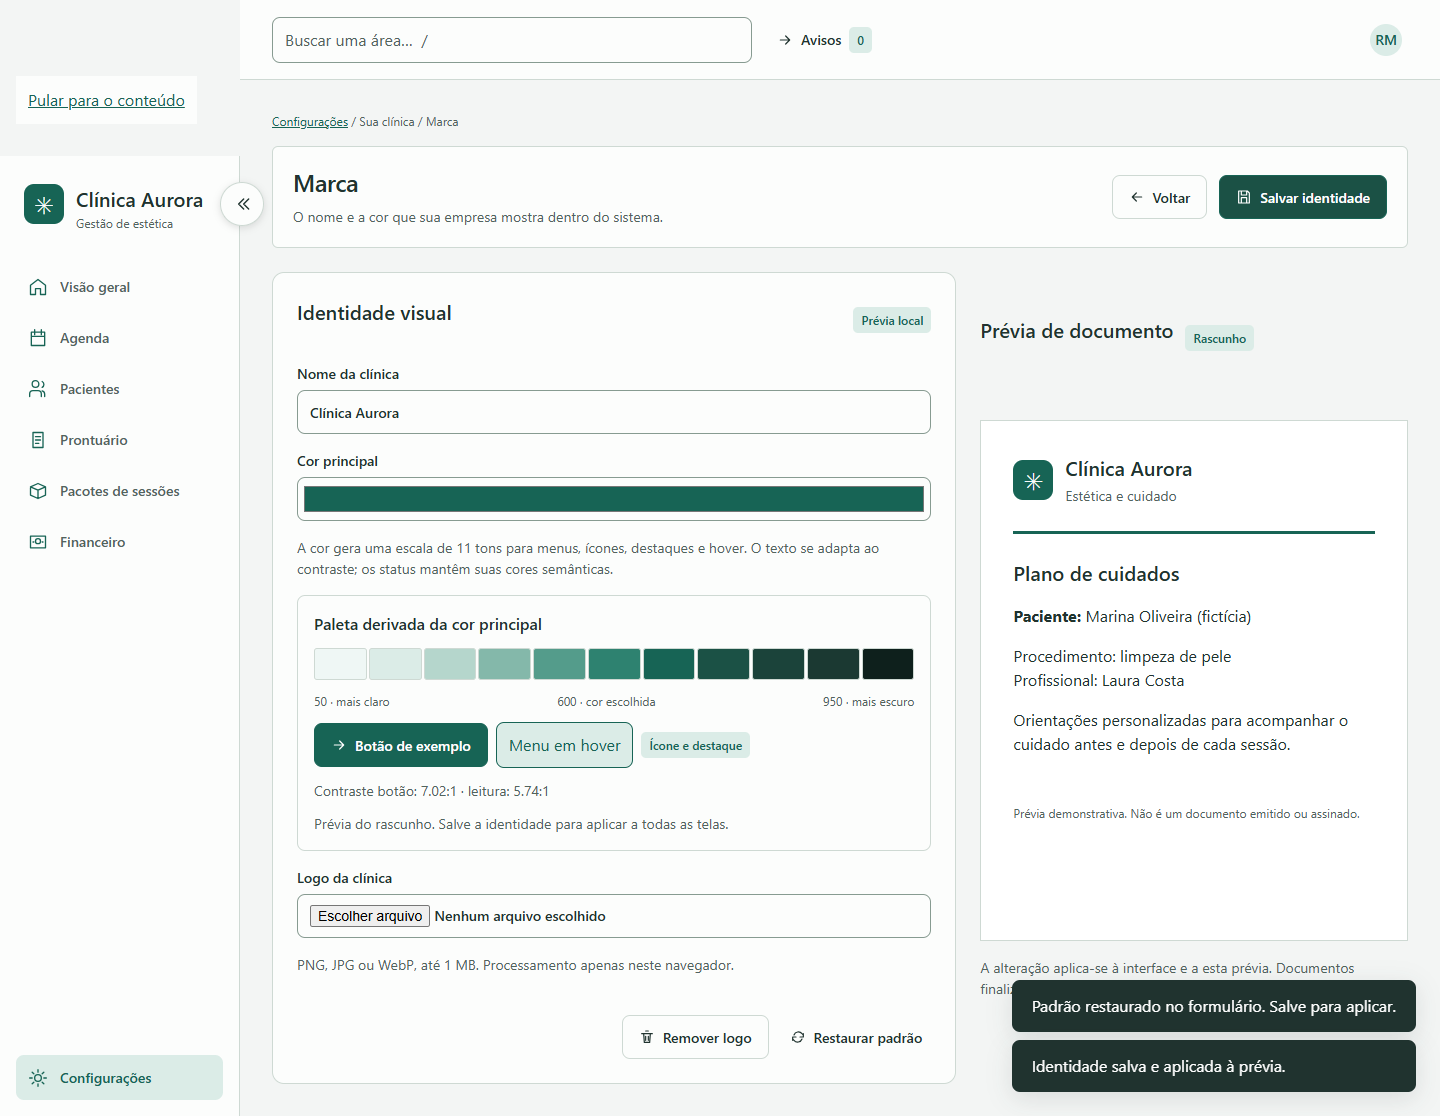 Buscar uma área... /
Avisos 0
RM
Pular para o conteúdo
Clínica Aurora
Gestão de estética
Visão geral
Agenda
Pacientes
Prontuário
Pacotes de sessões
Financeiro
Configurações
Configurações / Sua clínica / Marca
Marca
O nome e a cor que sua empresa mostra dentro do sistema.
Voltar
Salvar identidade
Identidade visual
Prévia local
Nome da clínica
Clínica Aurora
Cor principal
A cor gera uma escala de 11 tons para menus, ícones, destaques e hover. O texto se adapta ao
contraste; os status mantêm suas cores semânticas.
Paleta derivada da cor principal
50 · mais claro
600 · cor escolhida
950 · mais escuro
Botão de exemplo
Menu em hover
Ícone e destaque
Contraste botão: 7.02:1 · leitura: 5.74:1
Prévia do rascunho. Salve a identidade para aplicar a todas as telas.
Logo da clínica
Escolher arquivo Nenhum arquivo escolhido
PNG, JPG ou WebP, até 1 MB. Processamento apenas neste navegador.
Remover logo
Restaurar padrão
Prévia de documento
Rascunho
Clínica Aurora
Estética e cuidado
Plano de cuidados
Paciente: Marina Oliveira (fictícia)
Procedimento: limpeza de pele
Profissional: Laura Costa
Orientações personalizadas para acompanhar o
cuidado antes e depois de cada sessão.
Prévia demonstrativa. Não é um documento emitido ou assinado.
A alteração aplica-se à interface e a esta prévia. Documentos
Padrão restaurado no formulário. Salve para aplicar.
Identidade salva e aplicada à prévia.